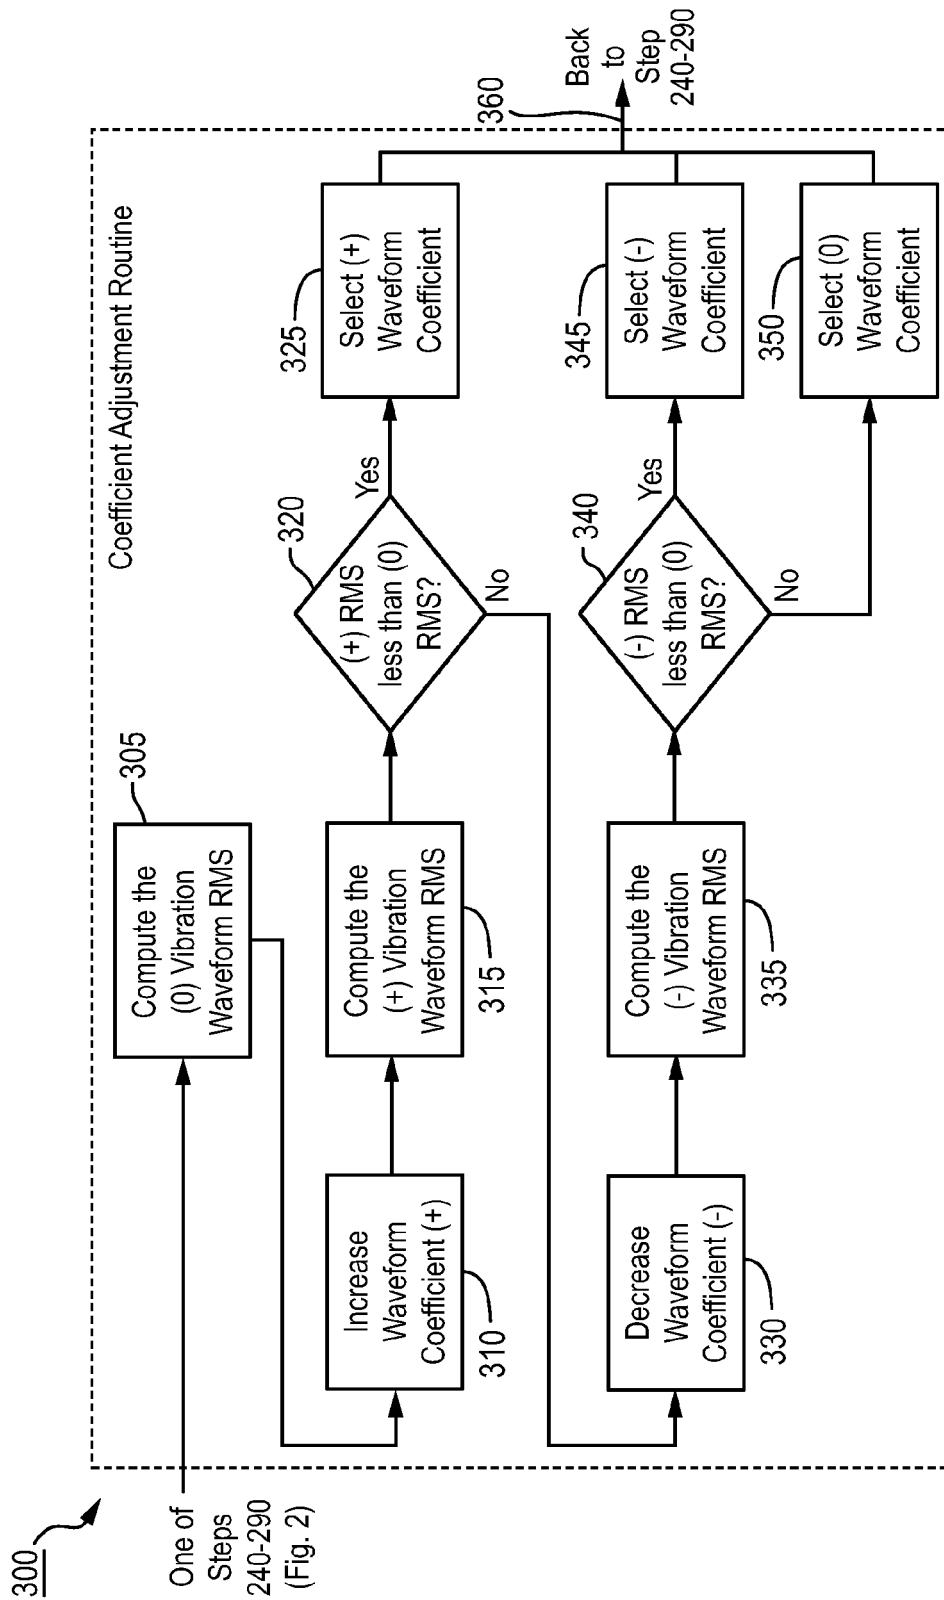 300
One of
Steps
240-290
(Fig. 2)
Coefficient Adjustment Routine
Compute the
(0) Vibration
Waveform RMS
305
Increase
Waveform
Coefficient (+)
310
Compute the
(+) Vibration
Waveform RMS
315
(+) RMS
less than (0)
RMS?
320
Yes
No
Select (+)
Waveform
Coefficient
325
Decrease
Waveform
Coefficient (-)
330
Compute the
(-) Vibration
Waveform RMS
335
(-) RMS
less than (0)
RMS?
340
Yes
No
Select (-)
Waveform
Coefficient
345
Select (0)
Waveform
Coefficient
350
360
Back
to
Step
240-290